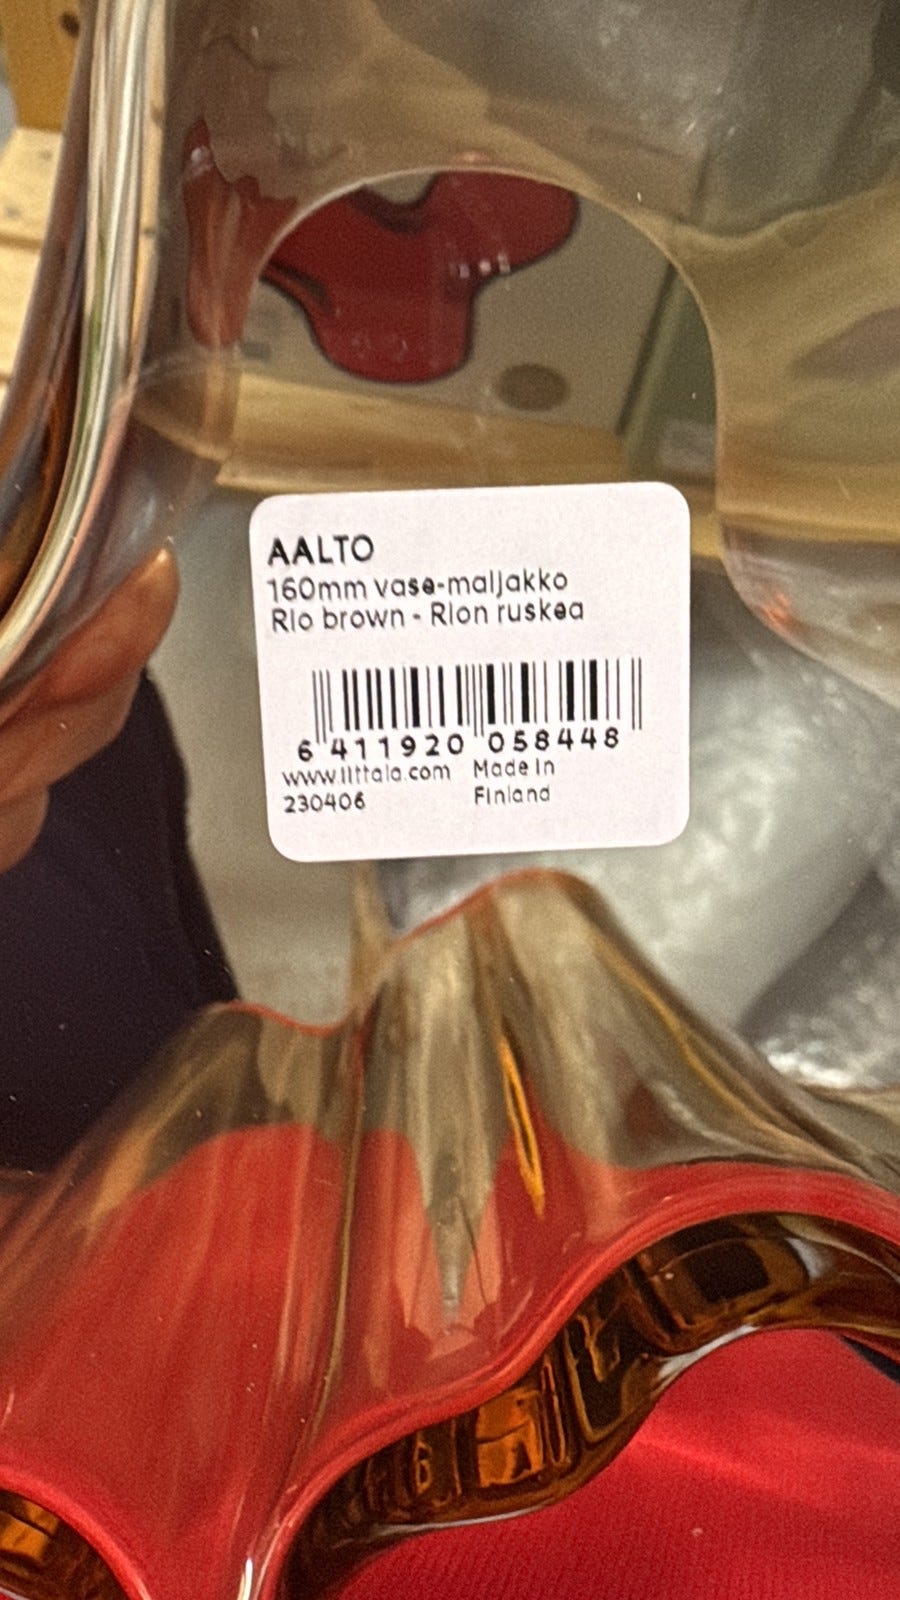 AALTO
160mm vase-maljakko
Rio brown - Rion ruskea
6 411920 058448
www.iittala.com Made in
230406 Finland